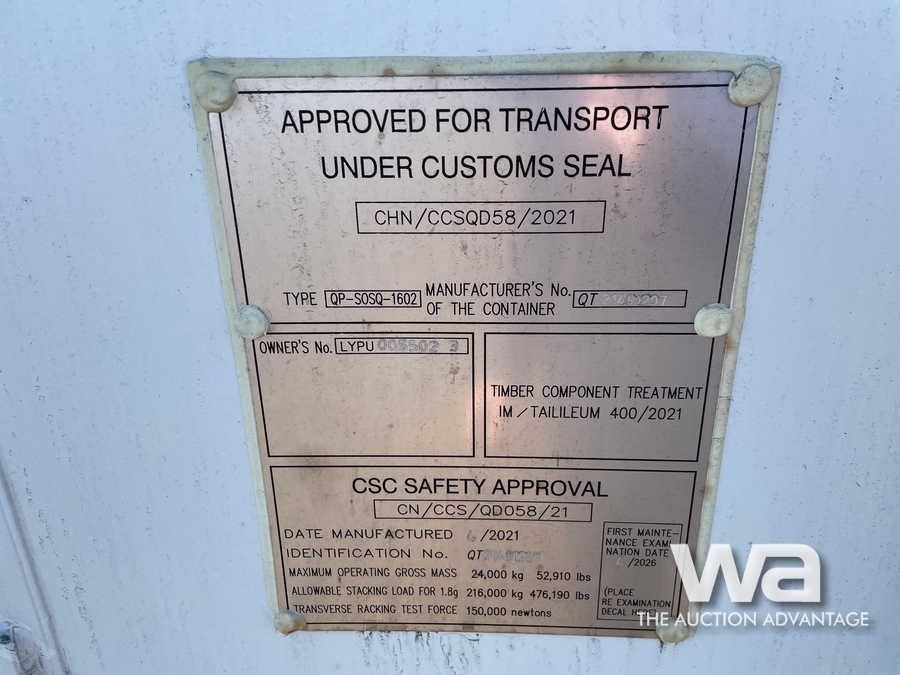 APPROVED FOR TRANSPORT
UNDER CUSTOMS SEAL
CHN/CCSQD58/2021
TYPE QP-SOSQ-1602 MANUFACTURER'S No. OF THE CONTAINER QT
OWNER'S No. LYPU 005502 3
TIMBER COMPONENT TREATMENT
IM/TAILILEUM 400/2021
CSC SAFETY APPROVAL
CN/CCS/QD058/21
DATE MANUFACTURED 6/2021
IDENTIFICATION No. QT
MAXIMUM OPERATING GROSS MASS 24,000 kg 52,910 lbs
ALLOWABLE STACKING LOAD FOR 1.8g 216,000 kg 476,190 lbs
TRANSVERSE RACKING TEST FORCE 150,000 newtons
FIRST MAINTE-
NANCE EXAMI
NATION DATE
/2026
(PLACE
RE EXAMINATION
DECAL HERE)
wa
THE AUCTION ADVANTAGE